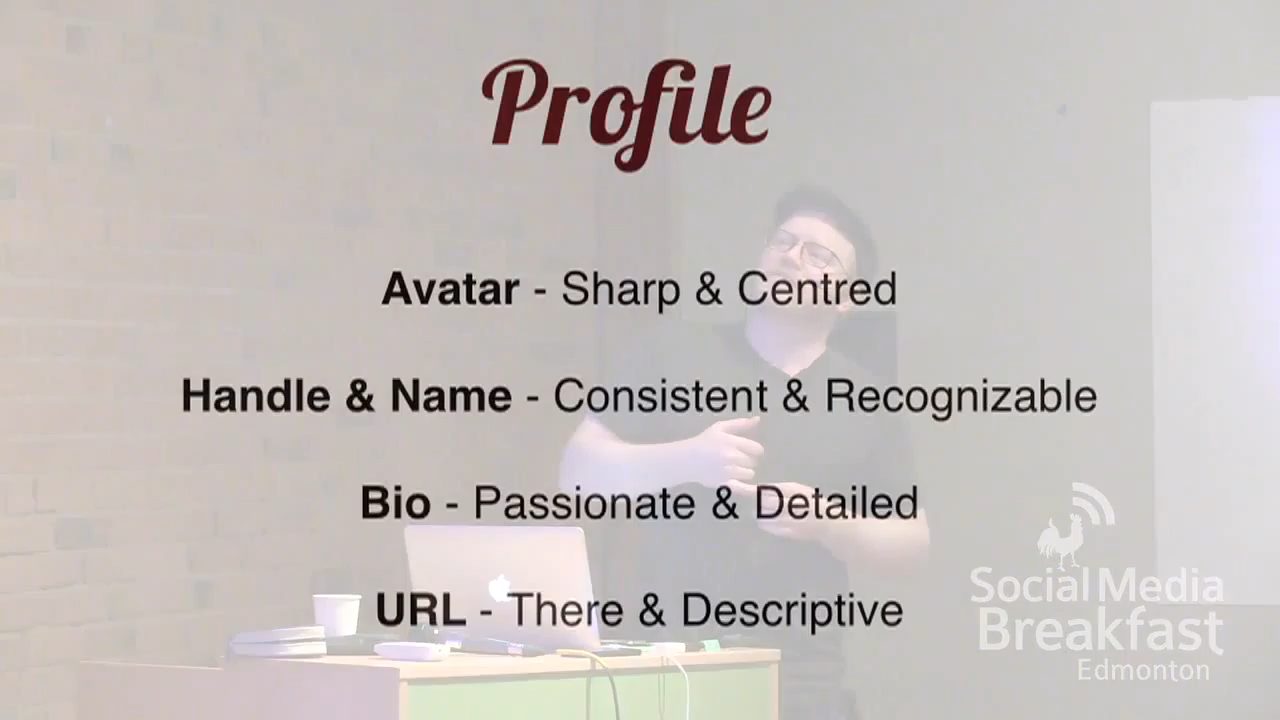 Profile
Avatar - Sharp & Centred
Handle & Name - Consistent & Recognizable
Bio - Passionate & Detailed
URL - There & Descriptive
Social Media
Breakfast
Edmonton